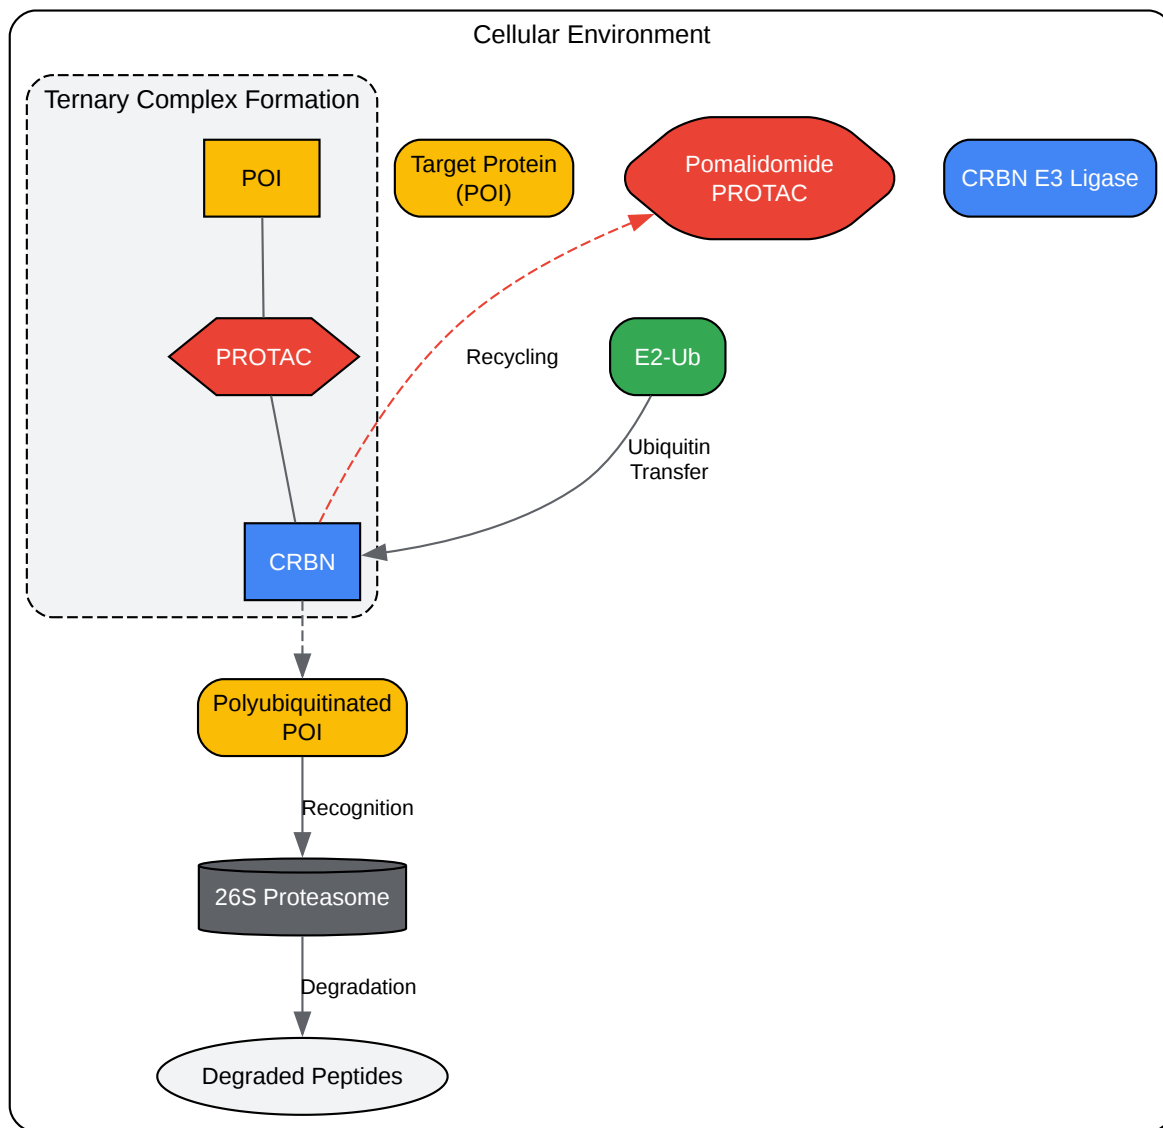 Cellular Environment
Ternary Complex Formation
POI
Target Protein
(POI)
Pomalidomide
PROTAC
CRBN E3 Ligase
PROTAC
Recycling
E2-Ub
Ubiquitin
Transfer
CRBN
Polyubiquitinated
POI
Recognition
26S Proteasome
Degradation
Degraded Peptides